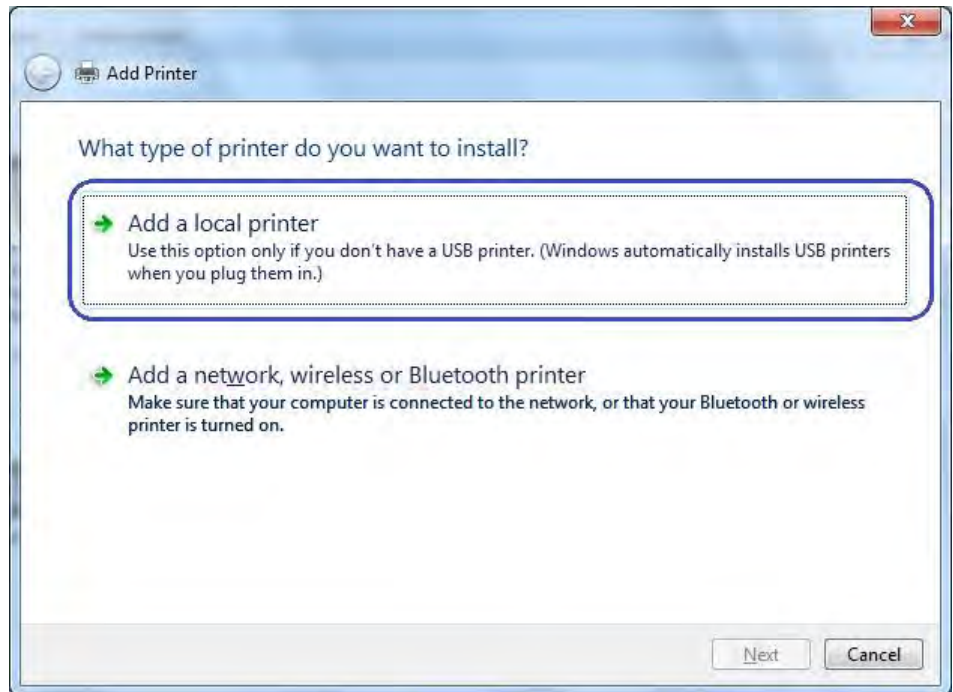 Add Printer
What type of printer do you want to install?
Add a local printer
Use this option only if you don't have a USB printer. (Windows automatically installs USB printers
when you plug them in.)
Add a network, wireless or Bluetooth printer
Make sure that your computer is connected to the network, or that your Bluetooth or wireless
printer is turned on.
Next
Cancel